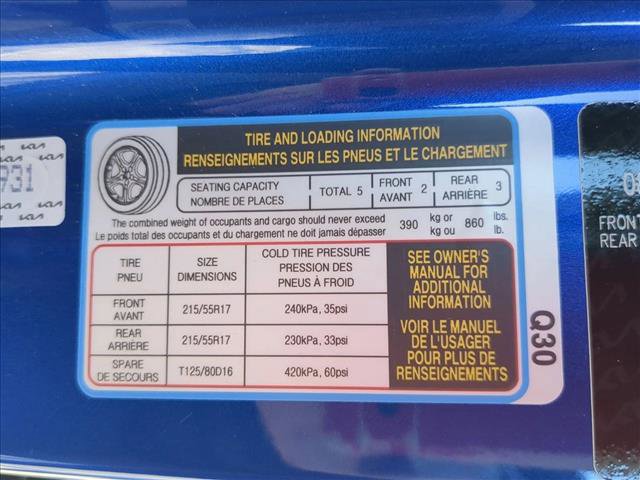 TIRE AND LOADING INFORMATION
RENSEIGNEMENTS SUR LES PNEUS ET LE CHARGEMENT
SEATING CAPACITY
NOMBRE DE PLACES
TOTAL 5
FRONT
AVANT 2
REAR
ARRIÈRE 3
The combined weight of occupants and cargo should never exceed 390 kg or 860 lbs.
Le poids total des occupants et du chargement ne doit jamais dépasser kg ou lb.
TIRE
PNEU
SIZE
DIMENSIONS
COLD TIRE PRESSURE
PRESSION DES
PNEUS À FROID
FRONT
AVANT
215/55R17
240kPa, 35psi
REAR
ARRIÈRE
215/55R17
230kPa, 33psi
SPARE
DE SECOURS
T125/80D16
420kPa, 60psi
SEE OWNER'S
MANUAL FOR
ADDITIONAL
INFORMATION
VOIR LE MANUEL
DE L'USAGER
POUR PLUS DE
RENSEIGNEMENTS
Q30
931
FRONT
REAR